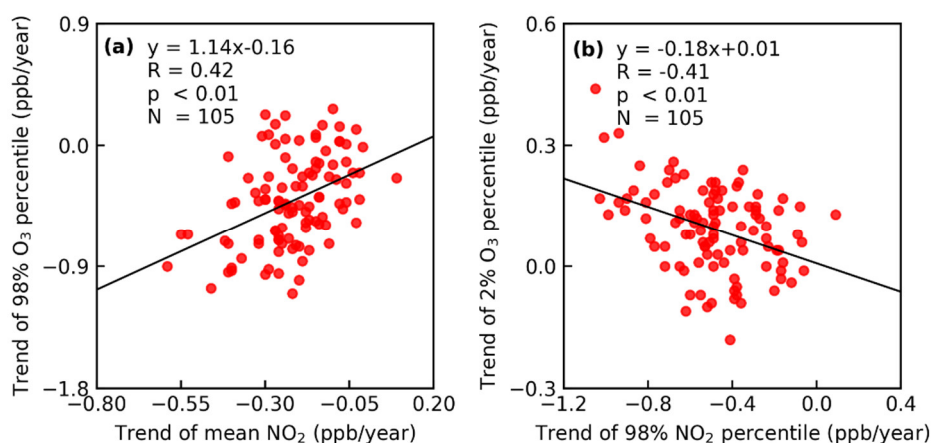 (a) y = 1.14x-0.16
R = 0.42
p < 0.01
N = 105
0.9
0.0
−0.9
−1.8
Trend of 98% O₃ percentile (ppb/year)
−0.80 −0.55 −0.30 −0.05 0.20
Trend of mean NO₂ (ppb/year)
(b) y = -0.18x+0.01
R = -0.41
p < 0.01
N = 105
0.6
0.3
0.0
−0.3
Trend of 2% O₃ percentile (ppb/year)
−1.2 −0.8 −0.4 0.0 0.4
Trend of 98% NO₂ percentile (ppb/year)